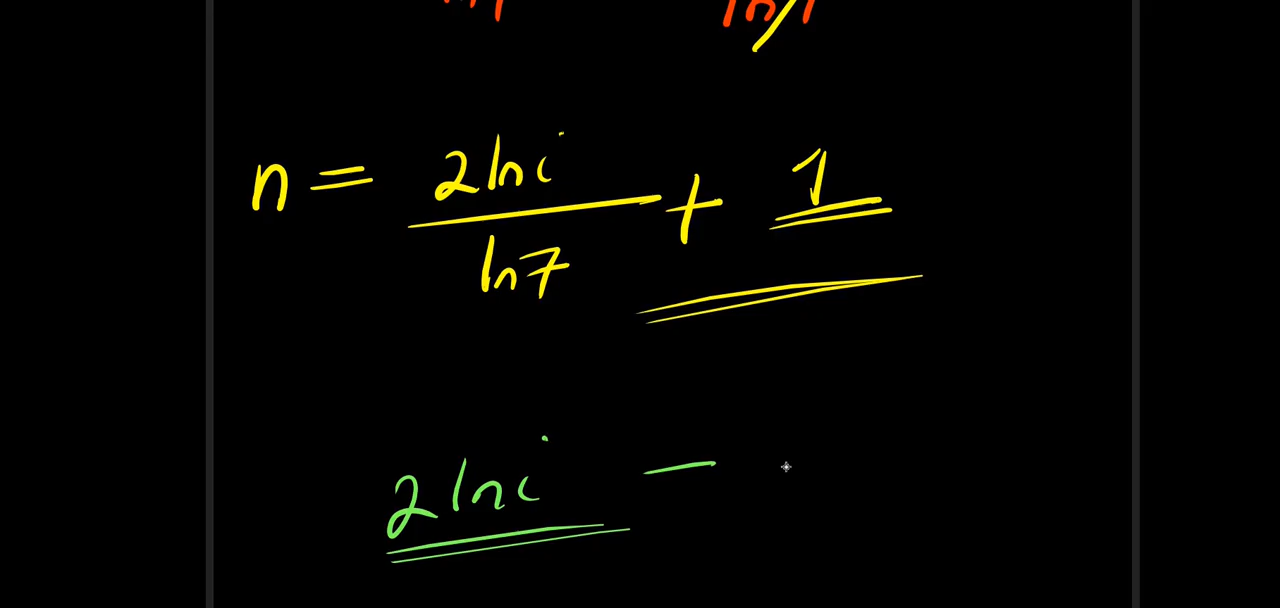 n = 2lni / ln7 + 1
2lni —